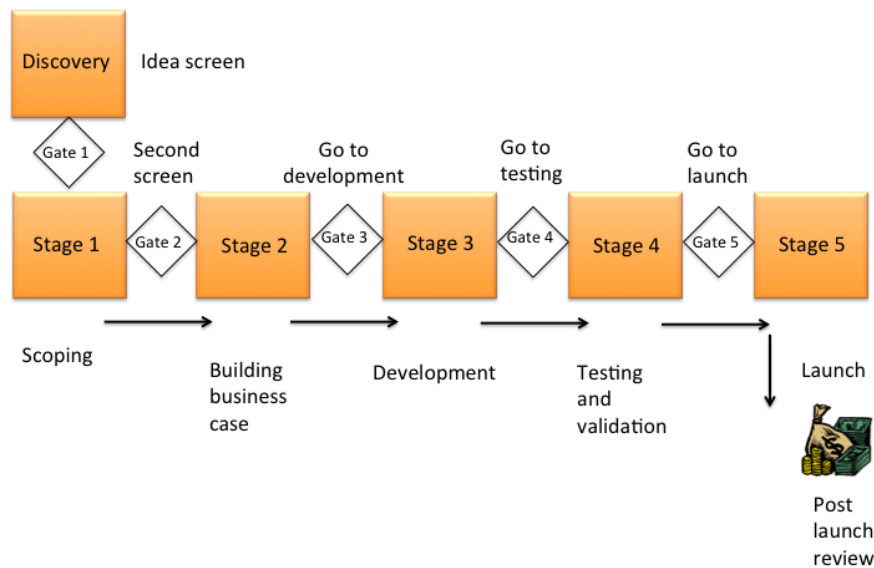 Discovery
Idea screen
Gate 1
Second
screen
Go to
development
Go to
testing
Go to
launch
Stage 1
Gate 2
Stage 2
Gate 3
Stage 3
Gate 4
Stage 4
Gate 5
Stage 5
Scoping
Building
business
case
Development
Testing
and
validation
Launch
$
Post
launch
review